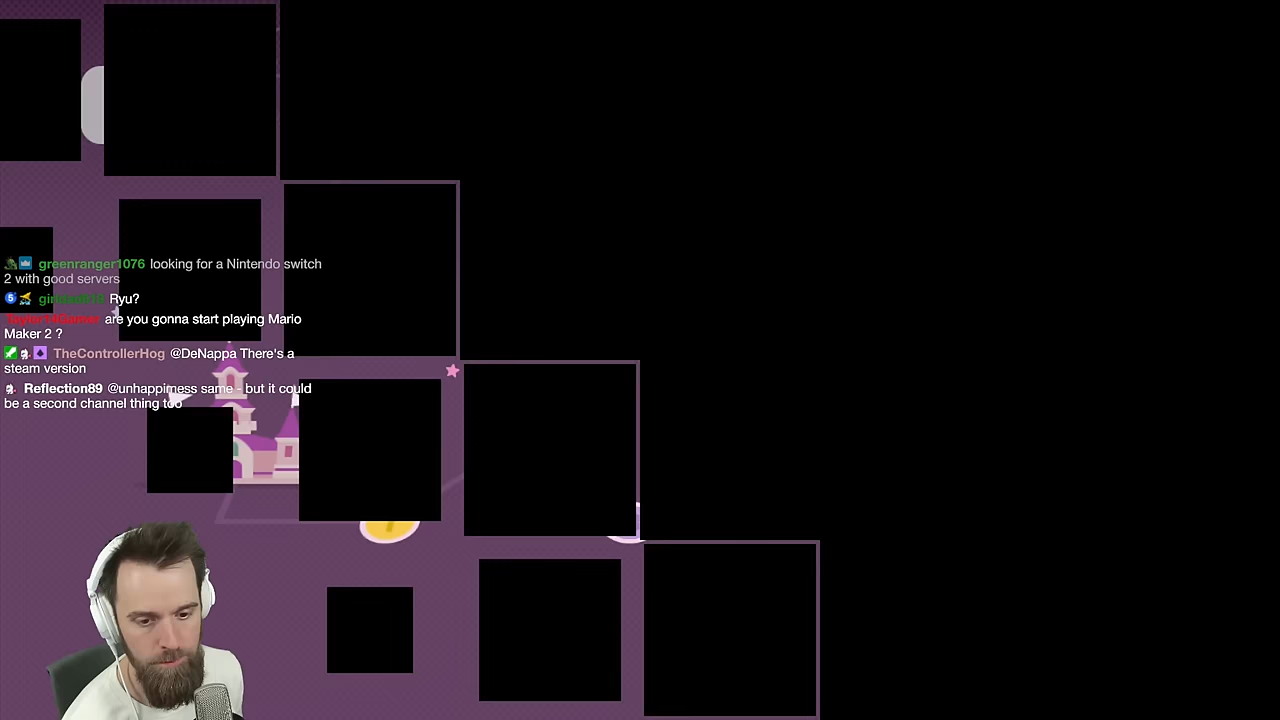 greenranger1076 looking for a Nintendo switch
2 with good servers
Ryu?
are you gonna start playing Mario
Maker 2 ?
TheControllerHog @DeNappa There's a
steam version
Reflection89 @unhappiness same - but it could
be a second channel thing too